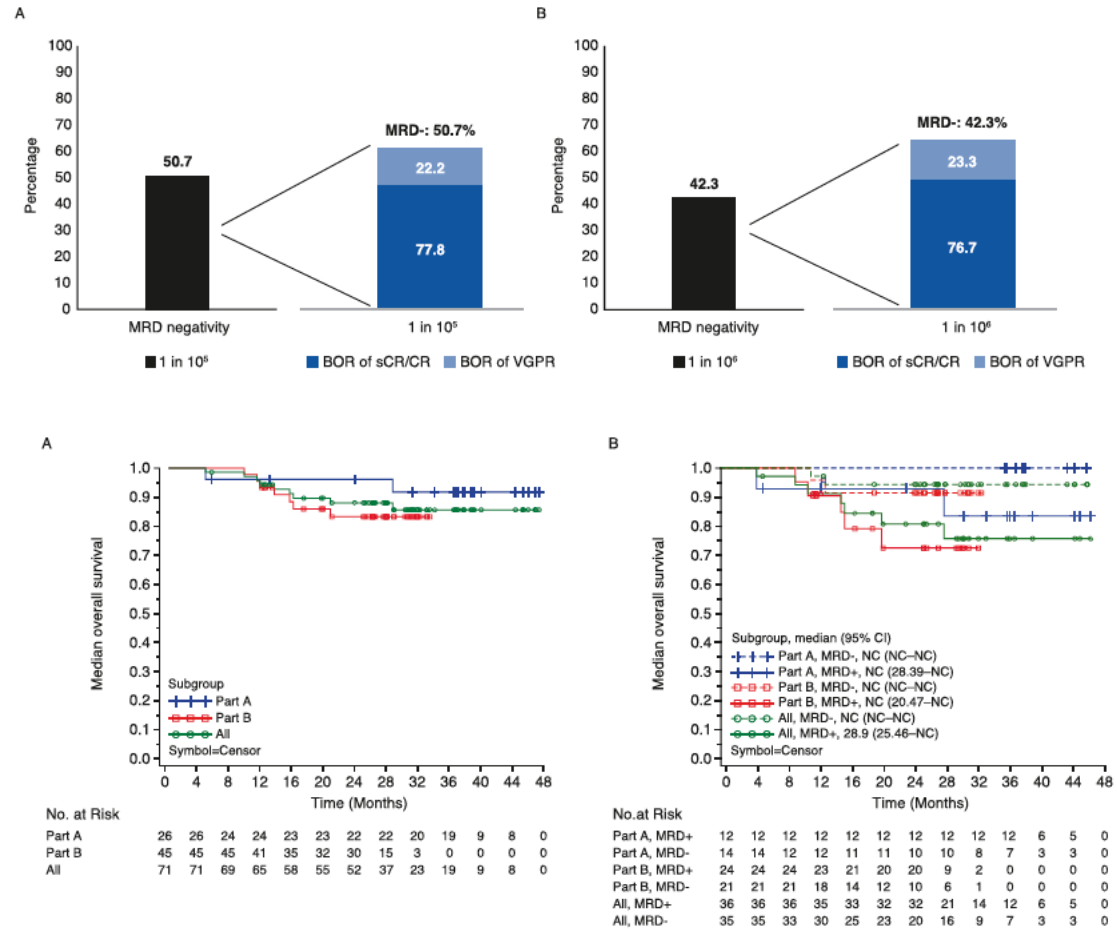 A
100
90
80
70
60
50
40
30
20
10
0
Percentage
50.7
MRD-: 50.7%
22.2
77.8
MRD negativity
1 in 10⁵
1 in 10⁵
BOR of sCR/CR
BOR of VGPR
B
100
90
80
70
60
50
40
30
20
10
0
Percentage
42.3
MRD-: 42.3%
23.3
76.7
MRD negativity
1 in 10⁶
1 in 10⁶
BOR of sCR/CR
BOR of VGPR
A
1.0
0.9
0.8
0.7
0.6
0.5
0.4
0.3
0.2
0.1
0.0
Median overall survival
Subgroup
Part A
Part B
All
Symbol=Censor
0 4 8 12 16 20 24 28 32 36 40 44 48
Time (Months)
No. at Risk
Part A 26 26 24 24 23 23 22 22 20 19 9 8 0
Part B 45 45 45 41 35 32 30 15 3 0 0 0 0
All 71 71 69 65 58 55 52 37 23 19 9 8 0
B
1.0
0.9
0.8
0.7
0.6
0.5
0.4
0.3
0.2
0.1
0.0
Median overall survival
Subgroup, median (95% CI)
Part A, MRD-, NC (NC–NC)
Part A, MRD+, NC (28.39–NC)
Part B, MRD-, NC (NC–NC)
Part B, MRD+, NC (20.47–NC)
All, MRD-, NC (NC–NC)
All, MRD+, 28.9 (25.46–NC)
Symbol=Censor
0 4 8 12 16 20 24 28 32 36 40 44 48
Time (Months)
No.at Risk
Part A, MRD+ 12 12 12 12 12 12 12 12 12 12 6 5 0
Part A, MRD- 14 14 12 12 11 11 10 10 8 7 3 3 0
Part B, MRD+ 24 24 24 23 21 20 20 9 2 0 0 0 0
Part B, MRD- 21 21 21 18 14 12 10 6 1 0 0 0 0
All, MRD+ 36 36 36 35 33 32 32 21 14 12 6 5 0
All, MRD- 35 35 33 30 25 23 20 16 9 7 3 3 0